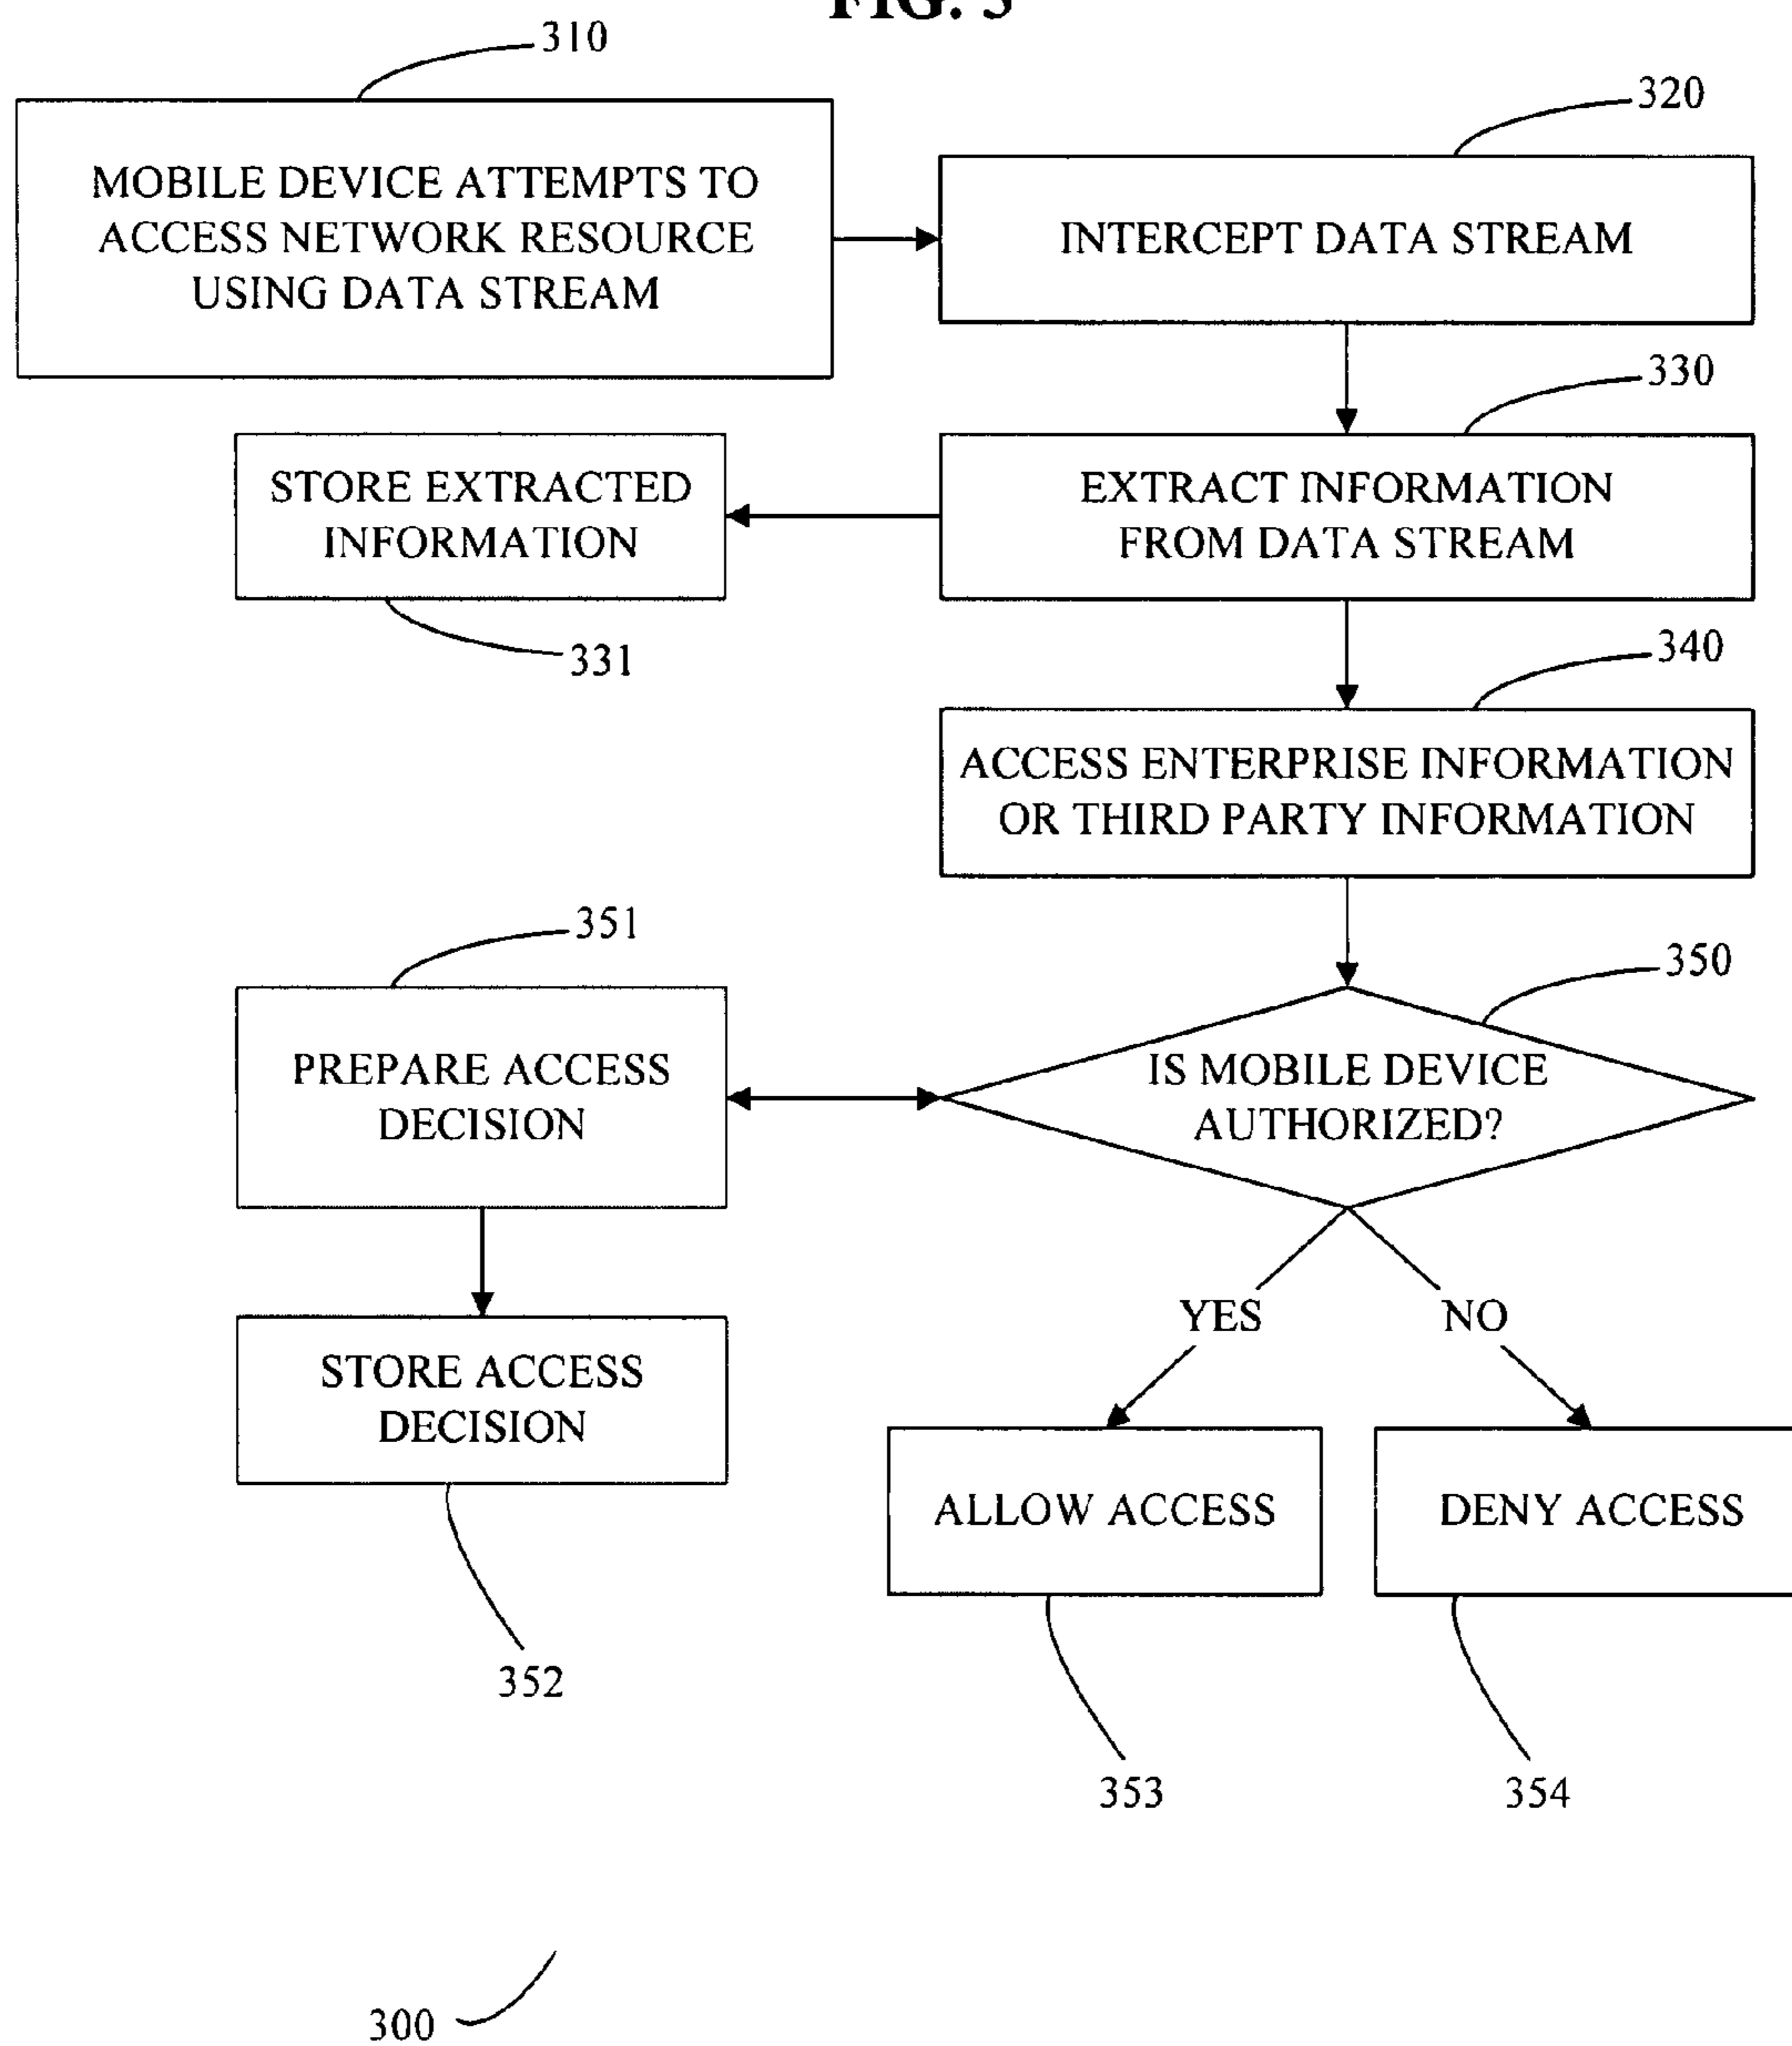 FIG. 3
310
320
MOBILE DEVICE ATTEMPTS TO
ACCESS NETWORK RESOURCE
USING DATA STREAM
INTERCEPT DATA STREAM
330
STORE EXTRACTED
INFORMATION
EXTRACT INFORMATION
FROM DATA STREAM
331
340
ACCESS ENTERPRISE INFORMATION
OR THIRD PARTY INFORMATION
351
350
PREPARE ACCESS
DECISION
IS MOBILE DEVICE
AUTHORIZED?
YES
NO
STORE ACCESS
DECISION
ALLOW ACCESS
DENY ACCESS
352
353
354
300